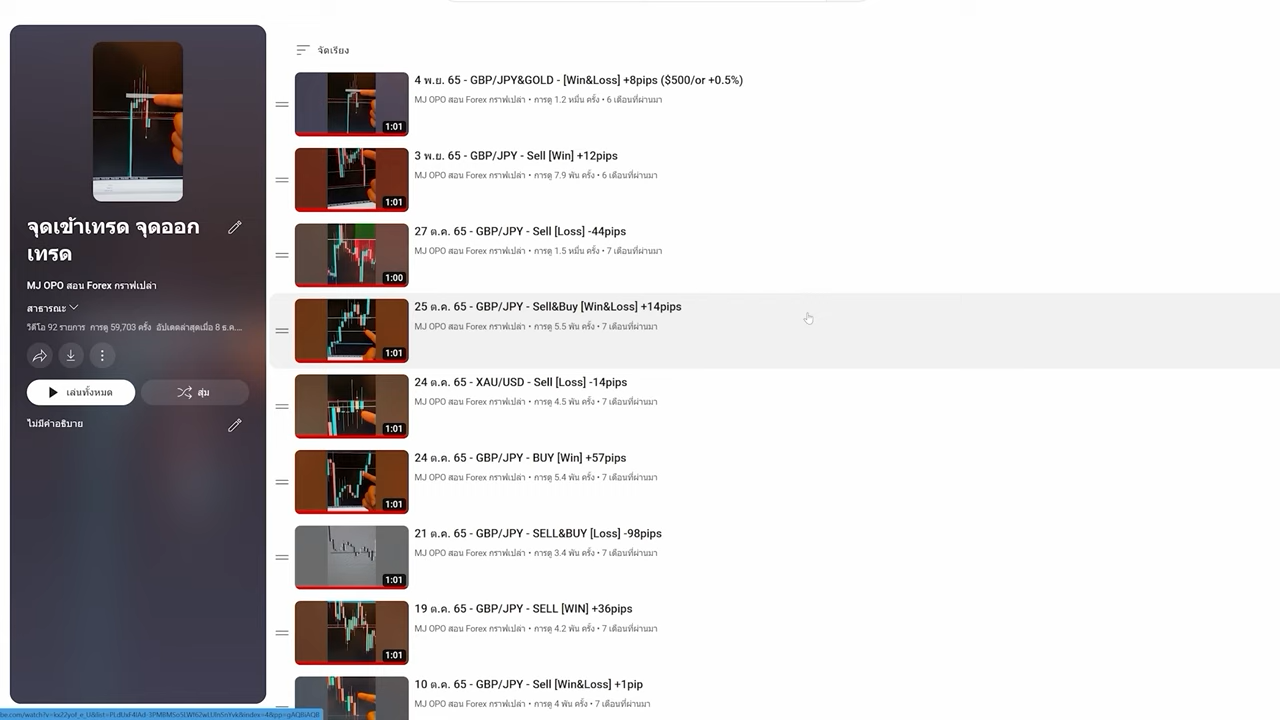 จุดเข้าเทรด จุดออก
เทรด
MJ OPO สอน Forex กราฟเปล่า
สาธารณะ
วิดีโอ 92 รายการ การดู 59,703 ครั้ง อัปเดตล่าสุดเมื่อ 8 ธ.ค....
เล่นทั้งหมด
สุ่ม
ไม่มีคำอธิบาย
จัดเรียง
4 พ.ย. 65 - GBP/JPY&GOLD - [Win&Loss] +8pips ($500/or +0.5%)
MJ OPO สอน Forex กราฟเปล่า • การดู 1.2 หมื่น ครั้ง • 6 เดือนที่ผ่านมา
1:01
3 พ.ย. 65 - GBP/JPY - Sell [Win] +12pips
MJ OPO สอน Forex กราฟเปล่า • การดู 7.9 พัน ครั้ง • 6 เดือนที่ผ่านมา
1:01
27 ต.ค. 65 - GBP/JPY - Sell [Loss] -44pips
MJ OPO สอน Forex กราฟเปล่า • การดู 1.5 หมื่น ครั้ง • 7 เดือนที่ผ่านมา
1:00
25 ต.ค. 65 - GBP/JPY - Sell&Buy [Win&Loss] +14pips
MJ OPO สอน Forex กราฟเปล่า • การดู 5.5 พัน ครั้ง • 7 เดือนที่ผ่านมา
1:01
24 ต.ค. 65 - XAU/USD - Sell [Loss] -14pips
MJ OPO สอน Forex กราฟเปล่า • การดู 4.5 พัน ครั้ง • 7 เดือนที่ผ่านมา
1:01
24 ต.ค. 65 - GBP/JPY - BUY [Win] +57pips
MJ OPO สอน Forex กราฟเปล่า • การดู 5.4 พัน ครั้ง • 7 เดือนที่ผ่านมา
1:01
21 ต.ค. 65 - GBP/JPY - SELL&BUY [Loss] -98pips
MJ OPO สอน Forex กราฟเปล่า • การดู 3.4 พัน ครั้ง • 7 เดือนที่ผ่านมา
1:01
19 ต.ค. 65 - GBP/JPY - SELL [WIN] +36pips
MJ OPO สอน Forex กราฟเปล่า • การดู 4.2 พัน ครั้ง • 7 เดือนที่ผ่านมา
1:01
10 ต.ค. 65 - GBP/JPY - Sell [Win&Loss] +1pip
MJ OPO สอน Forex กราฟเปล่า • การดู 4 พัน ครั้ง • 7 เดือนที่ผ่านมา